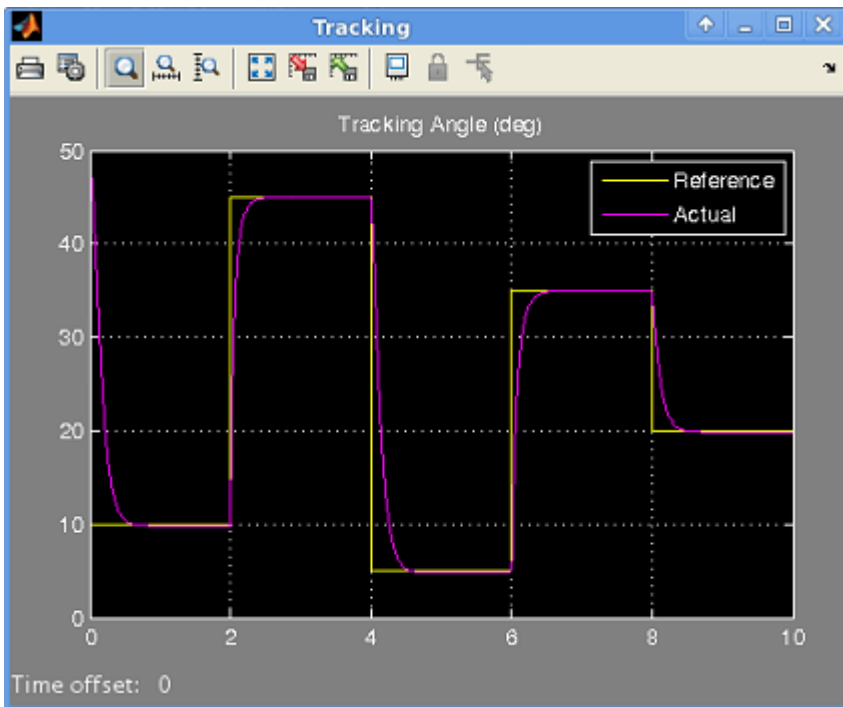 Tracking
Tracking Angle (deg)
50
40
30
20
10
0
Reference
Actual
0 2 4 6 8 10
Time offset: 0